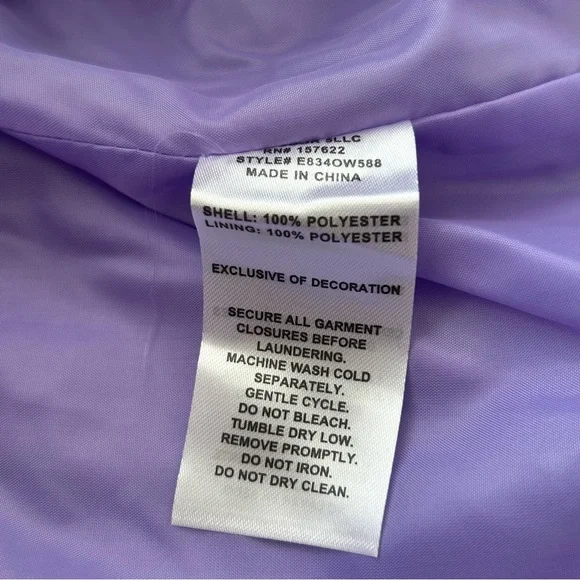 LLC
RN# 157622
STYLE# E834OW588
MADE IN CHINA
SHELL: 100% POLYESTER
LINING: 100% POLYESTER
EXCLUSIVE OF DECORATION
SECURE ALL GARMENT
CLOSURES BEFORE
LAUNDERING.
MACHINE WASH COLD
SEPARATELY.
GENTLE CYCLE.
DO NOT BLEACH.
TUMBLE DRY LOW.
REMOVE PROMPTLY.
DO NOT IRON.
DO NOT DRY CLEAN.